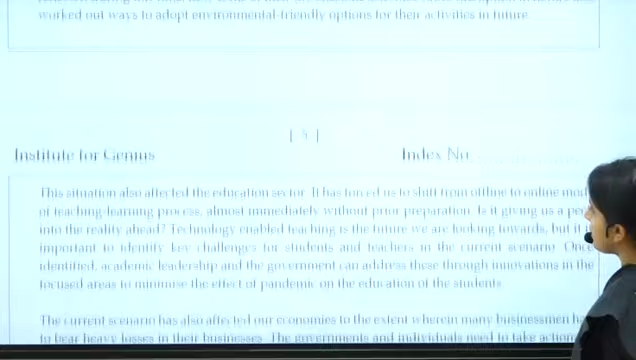 worked out ways to adopt environmental-friendly options for their activities in future
| 5 |
Institute for Genius Index No
This situation also affected the education sector. It has forced us to shift from offline to online mode
of teaching-learning process, almost immediately without prior preparation. Is it giving us a peep
into the reality ahead? Technology enabled teaching is the future we are looking towards, but it is
important to identify key challenges for students and teachers in the current scenario. Once
identified, academic leadership and the government can address these through innovations in the
focused areas to minimise the effect of pandemic on the education of the students.
The current scenario has also affected our economies to the extent wherein many businessmen ha
to bear heavy losses in their businesses. The governments and individuals need to take action